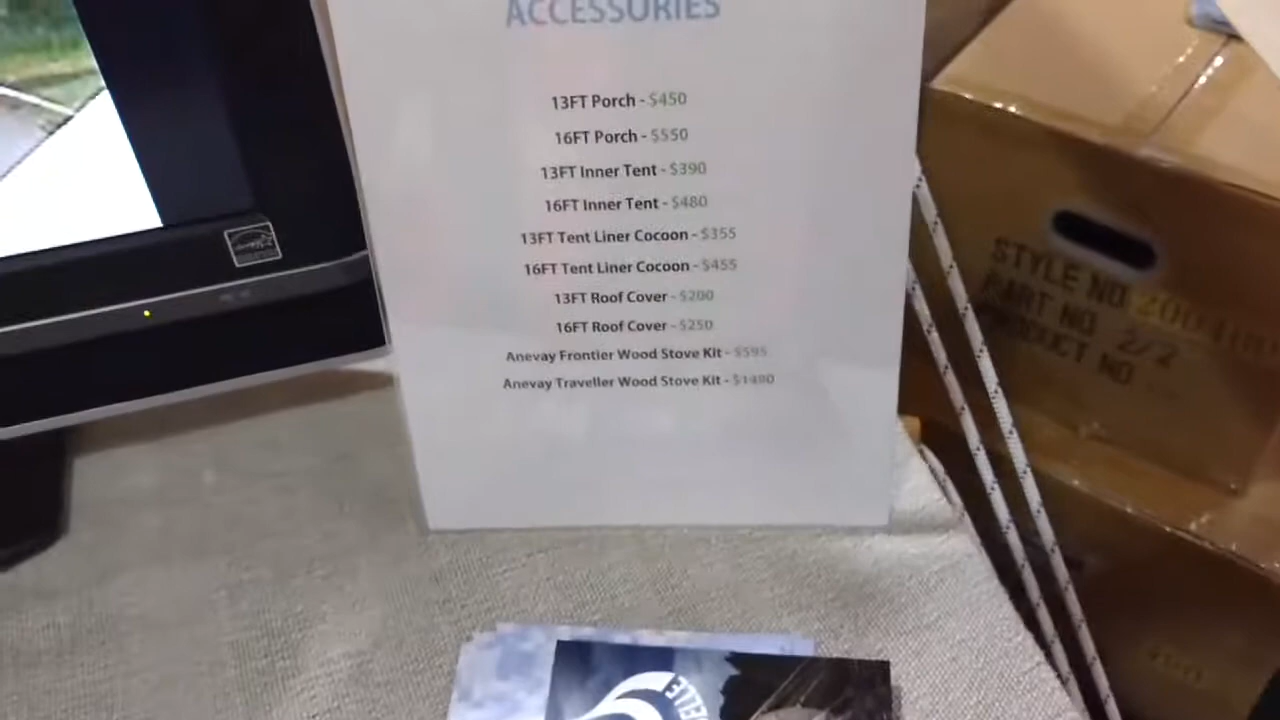 ACCESSORIES
13FT Porch - $450
16FT Porch - $550
13FT Inner Tent - $390
16FT Inner Tent - $480
13FT Tent Liner Cocoon - $355
16FT Tent Liner Cocoon - $455
13FT Roof Cover - $200
16FT Roof Cover - $250
Anevay Frontier Wood Stove Kit - $595
Anevay Traveller Wood Stove Kit - $1490
STYLE NO
PART NO 2/2
PRODUCT NO